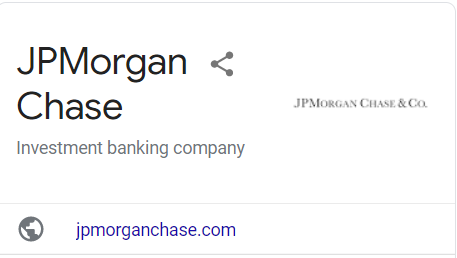 JPMorgan
Chase
JPMORGAN CHASE & CO.
Investment banking company
jpmorganchase.com